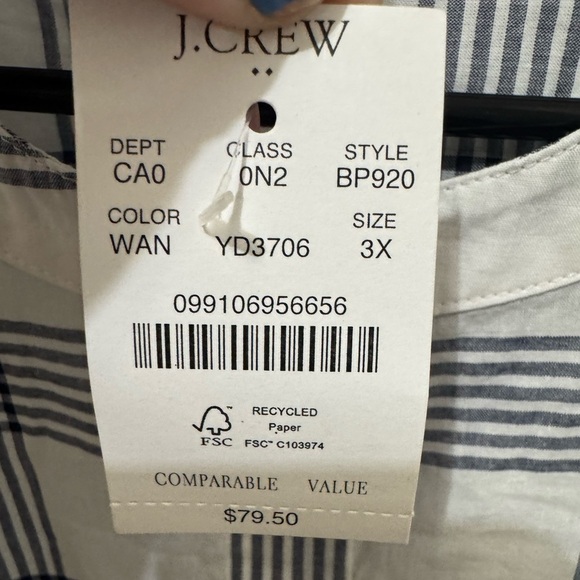 J.CREW
DEPT CLASS STYLE
CA0 0N2 BP920
COLOR SIZE
WAN YD3706 3X
099106956656
RECYCLED
Paper
FSC™ C103974
FSC
COMPARABLE VALUE
$79.50